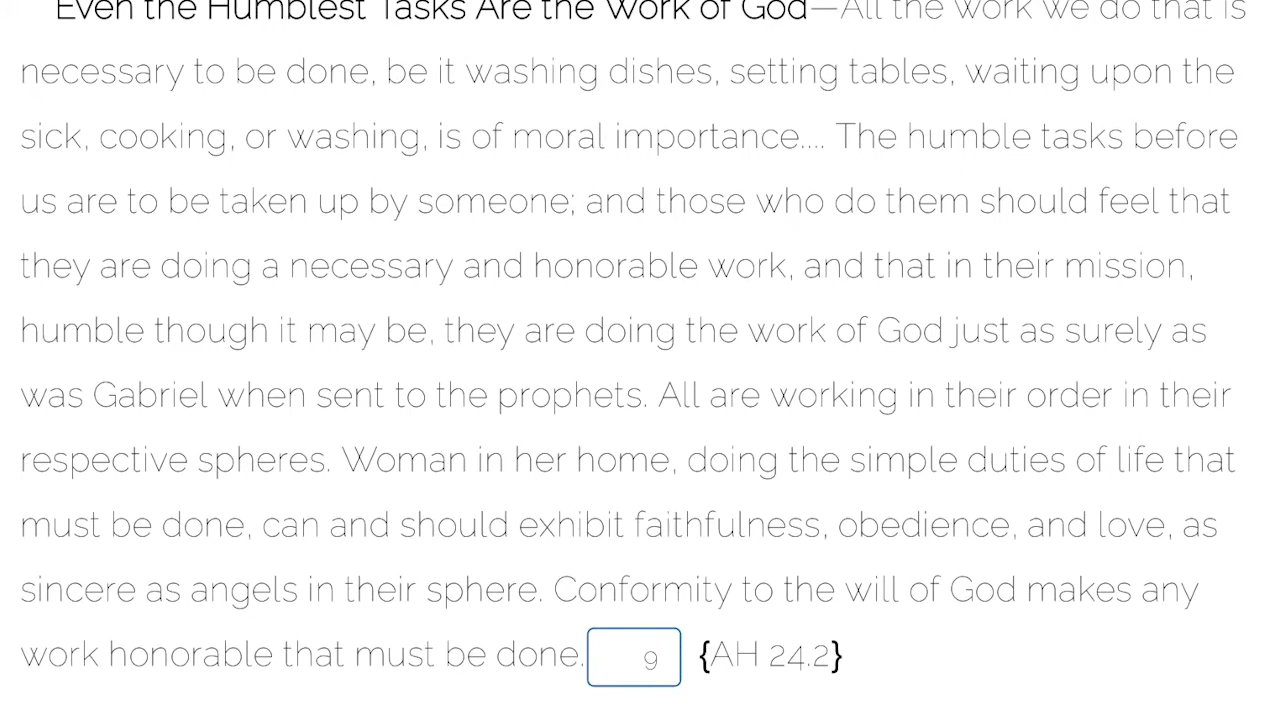 Even the Humblest Tasks Are the Work of God—All the work we do that is
necessary to be done, be it washing dishes, setting tables, waiting upon the
sick, cooking, or washing, is of moral importance.... The humble tasks before
us are to be taken up by someone; and those who do them should feel that
they are doing a necessary and honorable work, and that in their mission,
humble though it may be, they are doing the work of God just as surely as
was Gabriel when sent to the prophets. All are working in their order in their
respective spheres. Woman in her home, doing the simple duties of life that
must be done, can and should exhibit faithfulness, obedience, and love, as
sincere as angels in their sphere. Conformity to the will of God makes any
work honorable that must be done. 9 {AH 24.2}